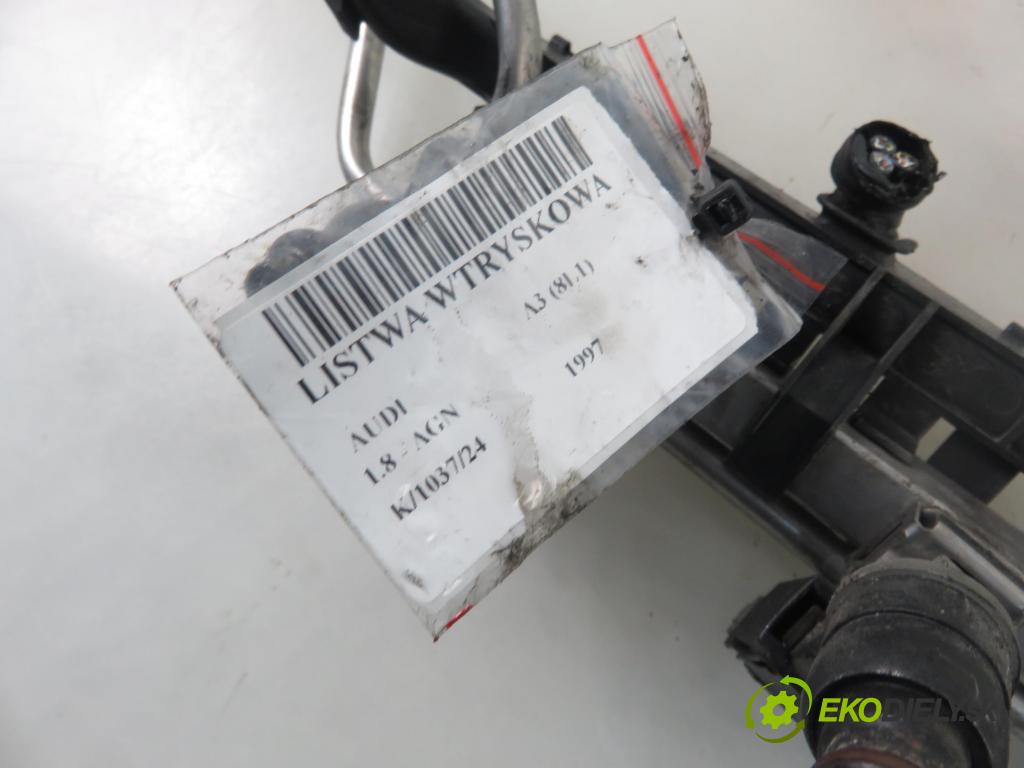 LISTWA WTRYSKOWA
AUDI
A3 (8L1)
1.8 - AGN
1997
K/1037/24
EKODIELY.